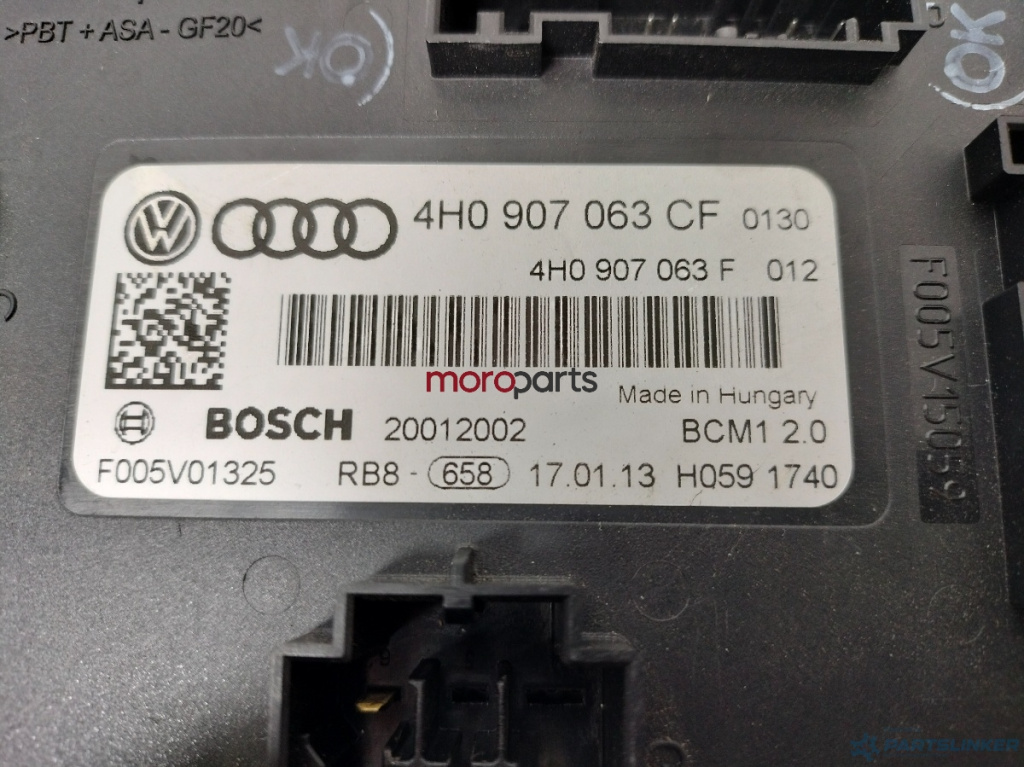 >PBT + ASA - GF20<
OK
OK
4H0 907 063 CF 0130
4H0 907 063 F 012
moroparts
Made in Hungary
BOSCH 20012002 BCM1 2.0
F005V01325 RB8 - 658 17.01.13 H059 1740
F005V15059
PARTSLINKER